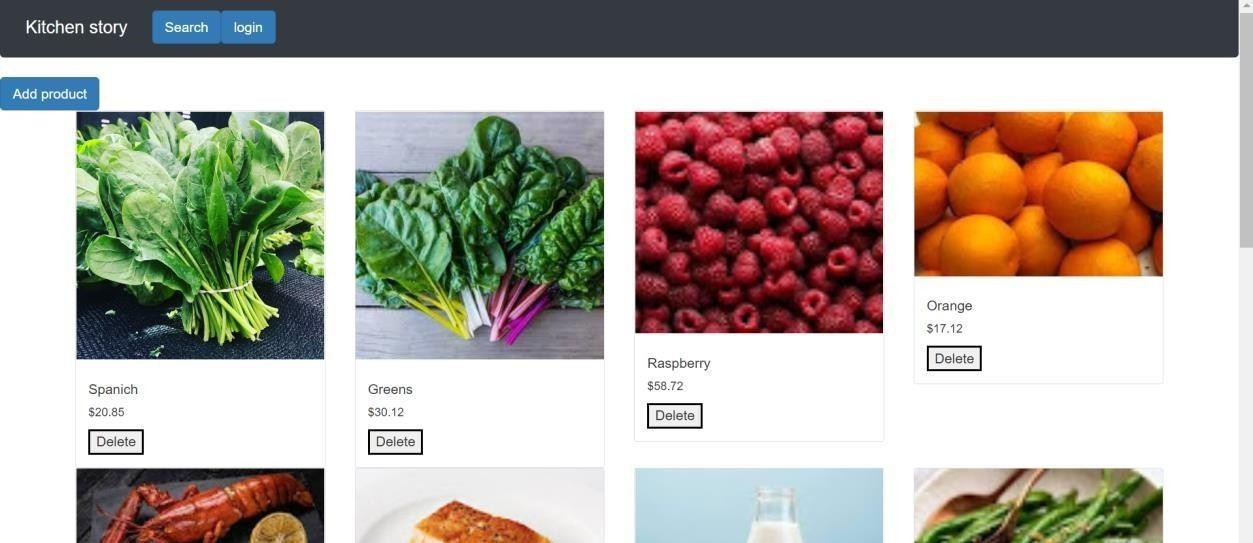 Kitchen story
Search
login
Add product
Spanich
$20.85
Delete
Greens
$30.12
Delete
Raspberry
$58.72
Delete
Orange
$17.12
Delete